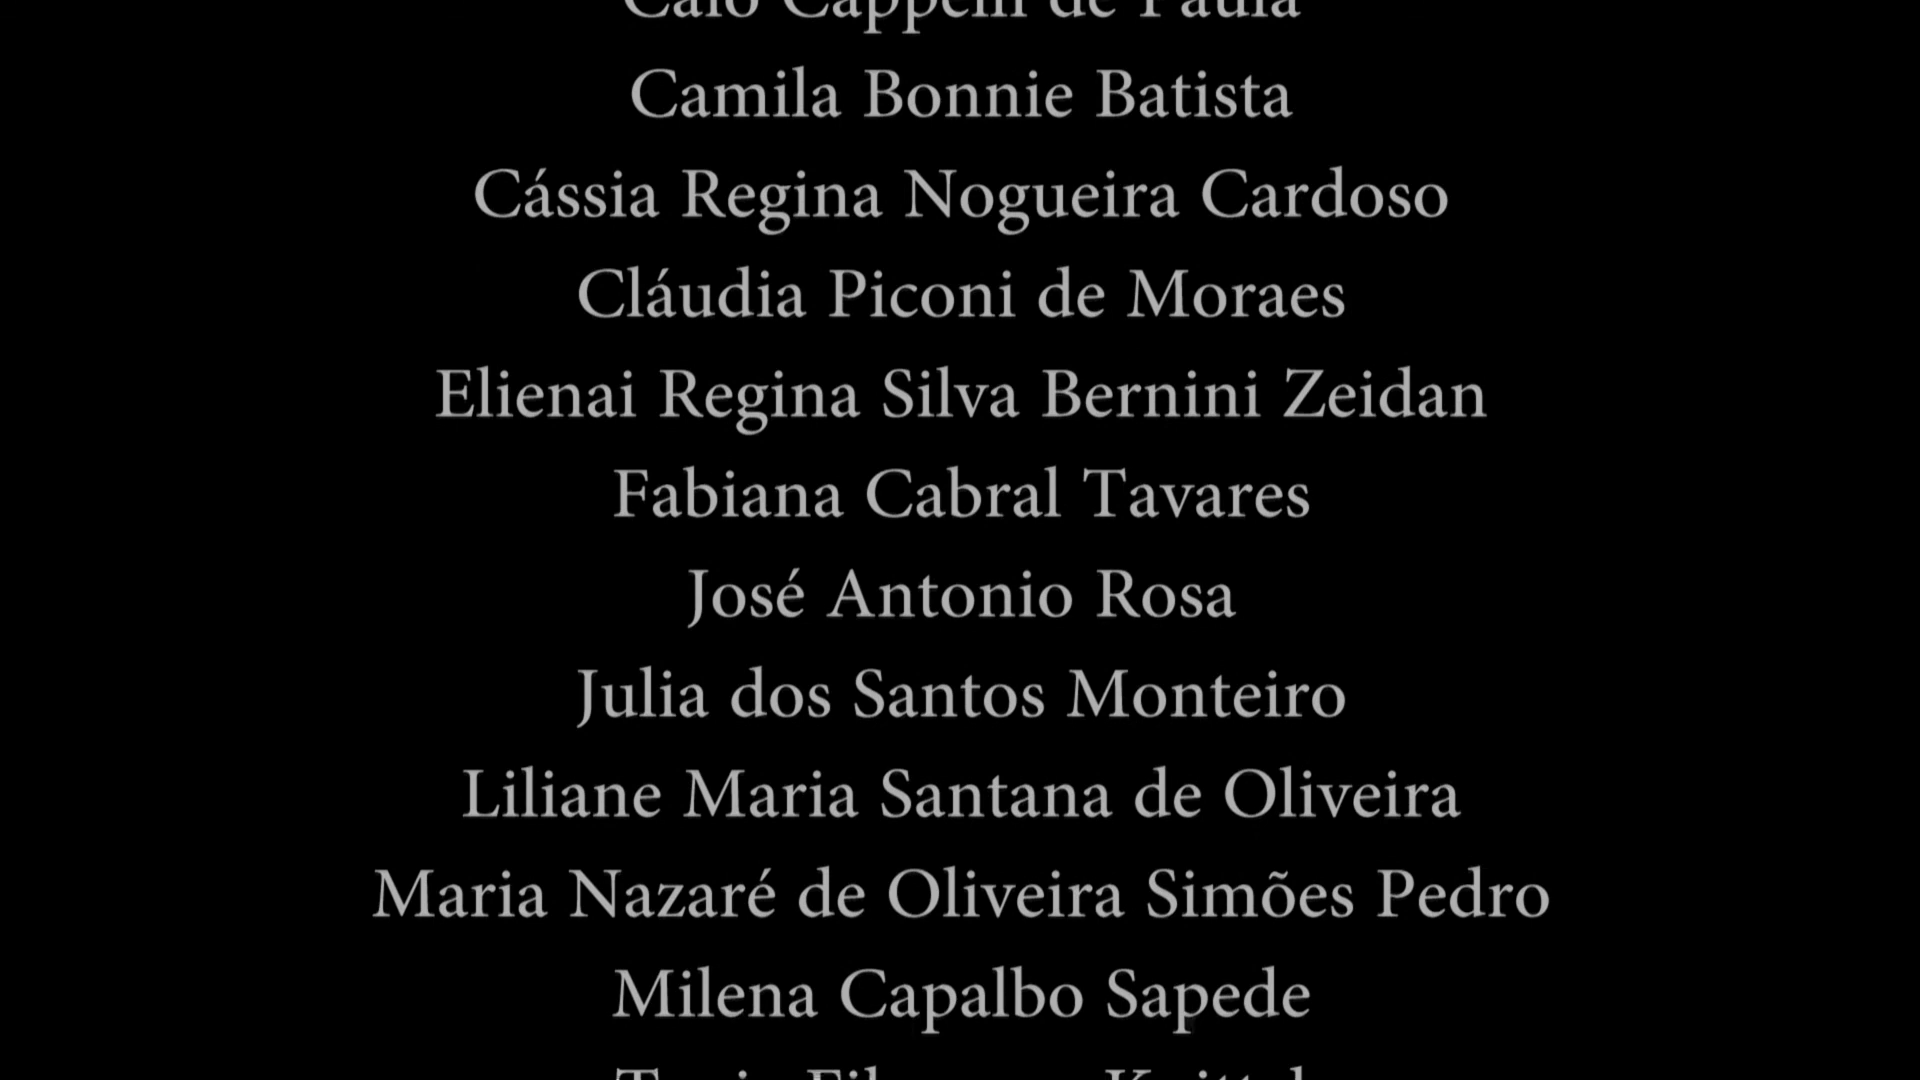 Camila Bonnie Batista
Cássia Regina Nogueira Cardoso
Cláudia Piconi de Moraes
Elienai Regina Silva Bernini Zeidan
Fabiana Cabral Tavares
José Antonio Rosa
Julia dos Santos Monteiro
Liliane Maria Santana de Oliveira
Maria Nazaré de Oliveira Simões Pedro
Milena Capalbo Sapede